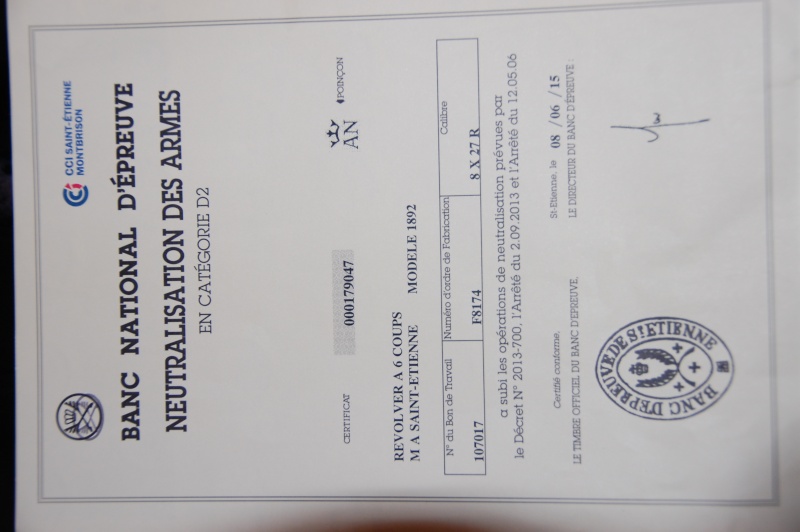 CCI SAINT-ÉTIENNE
MONTBRISON
BANC NATIONAL D'ÉPREUVE
NEUTRALISATION DES ARMES
EN CATÉGORIE D2
CERTIFICAT 000179047 AN POINÇON
REVOLVER A 6 COUPS
M A SAINT-ETIENNE MODELE 1892
N° du Bon de Travail Numéro d'ordre de Fabrication Calibre
107017 F8174 8 X 27 R
a subi les opérations de neutralisation prévues par
le Décret N° 2013-700, l'Arrêté du 2.09.2013 et l'Arrêté du 12.05.06
Certifié conforme, St-Etienne, le 08 / 06 / 15
LE TIMBRE OFFICIEL DU BANC D'EPREUVE, LE DIRECTEUR DU BANC D'ÉPREUVE :
BANC D'EPREUVE DE ST ETIENNE